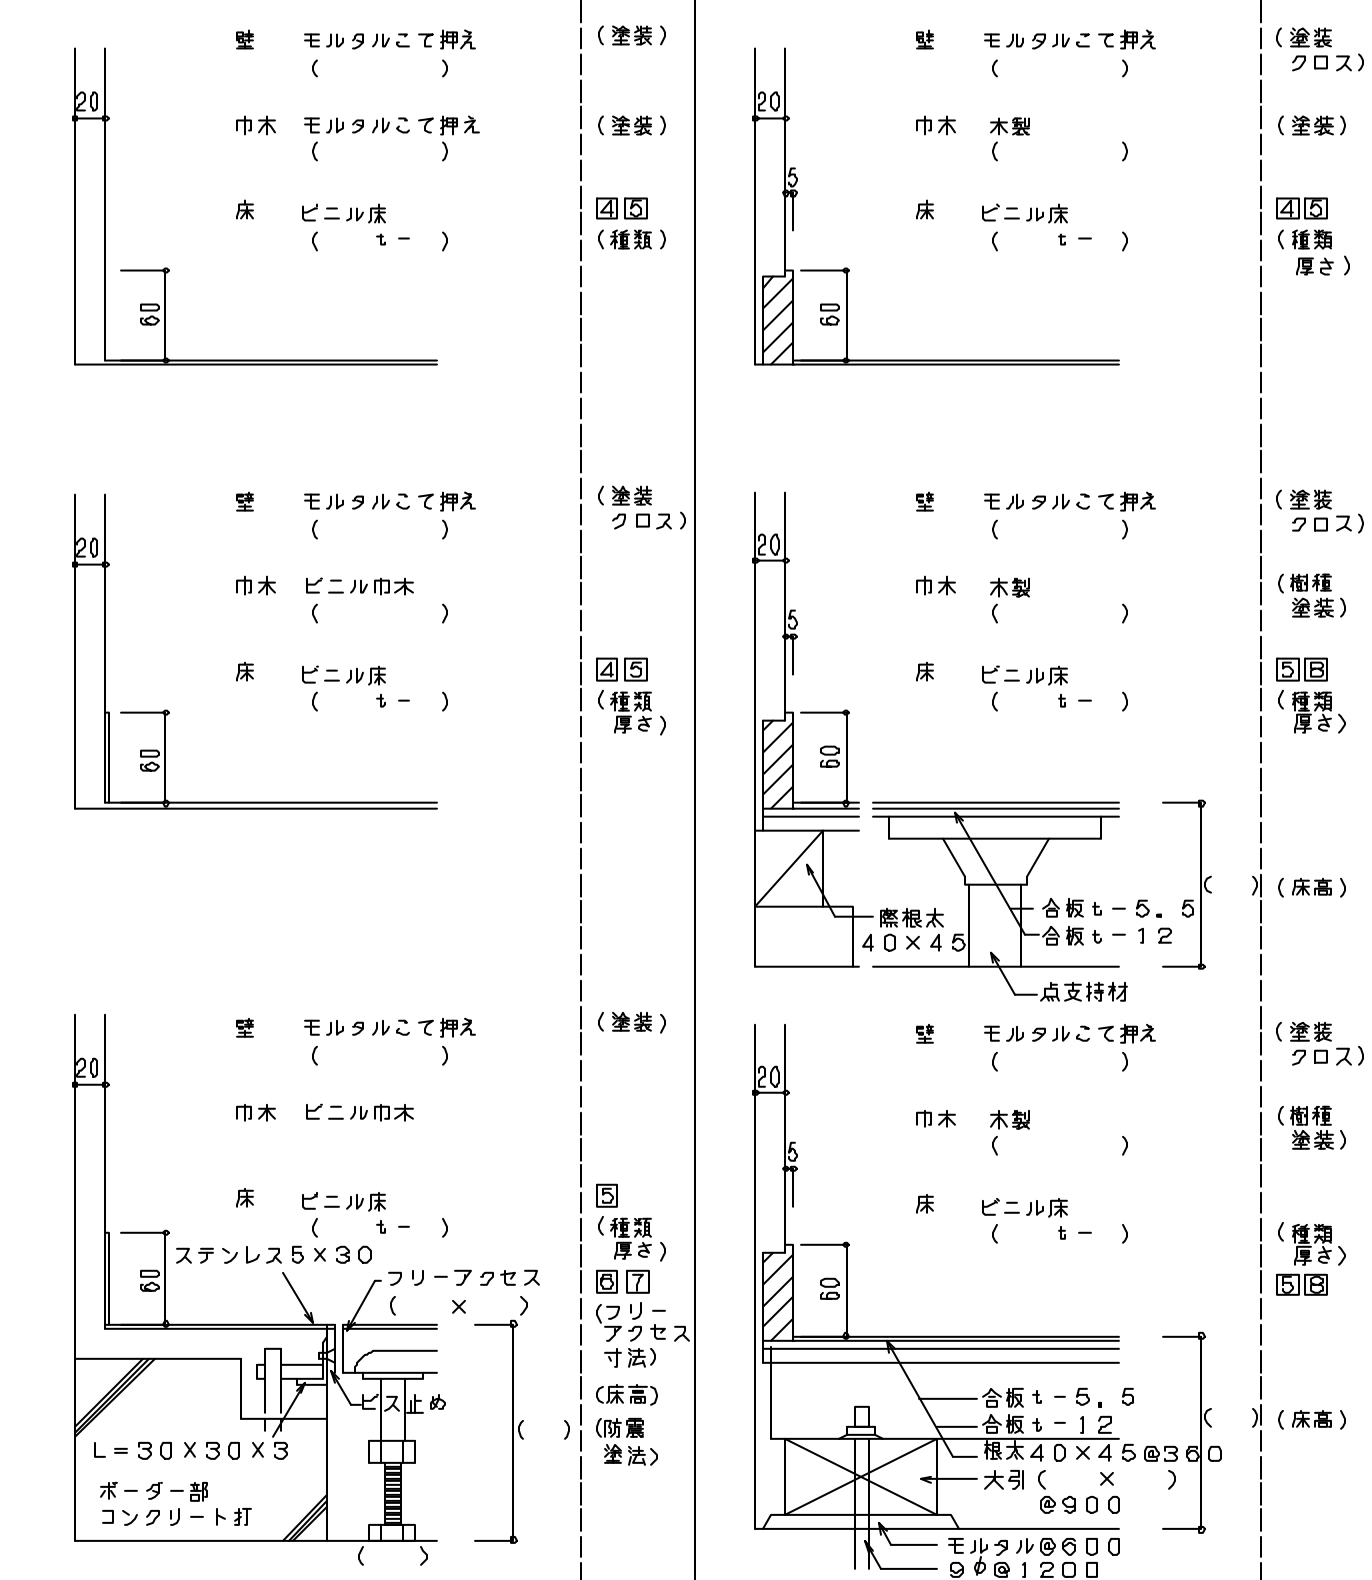 壁 モルタルこて押え (塗装)
( )
20
巾木 モルタルこて押え (塗装)
( )
床 ビニル床 4 5
( t- ) (種類)
60
壁 モルタルこて押え (塗装
( ) クロス)
20
巾木 ビニル巾木
( )
床 ビニル床 4 5
( t- ) (種類
厚さ)
60
壁 モルタルこて押え (塗装)
( )
20
巾木 ビニル巾木
床 ビニル床 5
( t- ) (種類
厚さ)
ステンレス5×30
60
フリーアクセス
( × )
6 7
(フリー
アクセス
寸法)
ビス止め
(床高)
( ) (防震
塗法)
L=30×30×3
ボーダー部
コンクリート打
( )
壁 モルタルこて押え (塗装
( ) クロス)
20
巾木 木製 (塗装)
( )
5
床 ビニル床 4 5
( t- ) (種類
厚さ)
60
壁 モルタルこて押え (塗装
( ) クロス)
20
巾木 木製 (樹種
( ) 塗装)
5
床 ビニル床 5 8
( t- ) (種類
厚さ)
60
( ) (床高)
際根太
40×45
合板t-5.5
合板t-12
点支持材
壁 モルタルこて押え (塗装
( ) クロス)
20
巾木 木製 (樹種
( ) 塗装)
5
床 ビニル床
( t- ) (種類
厚さ)
5 8
60
合板t-5.5
合板t-12
( ) (床高)
根太40×45@360
大引( × )
@900
モルタル@600
9φ@1200